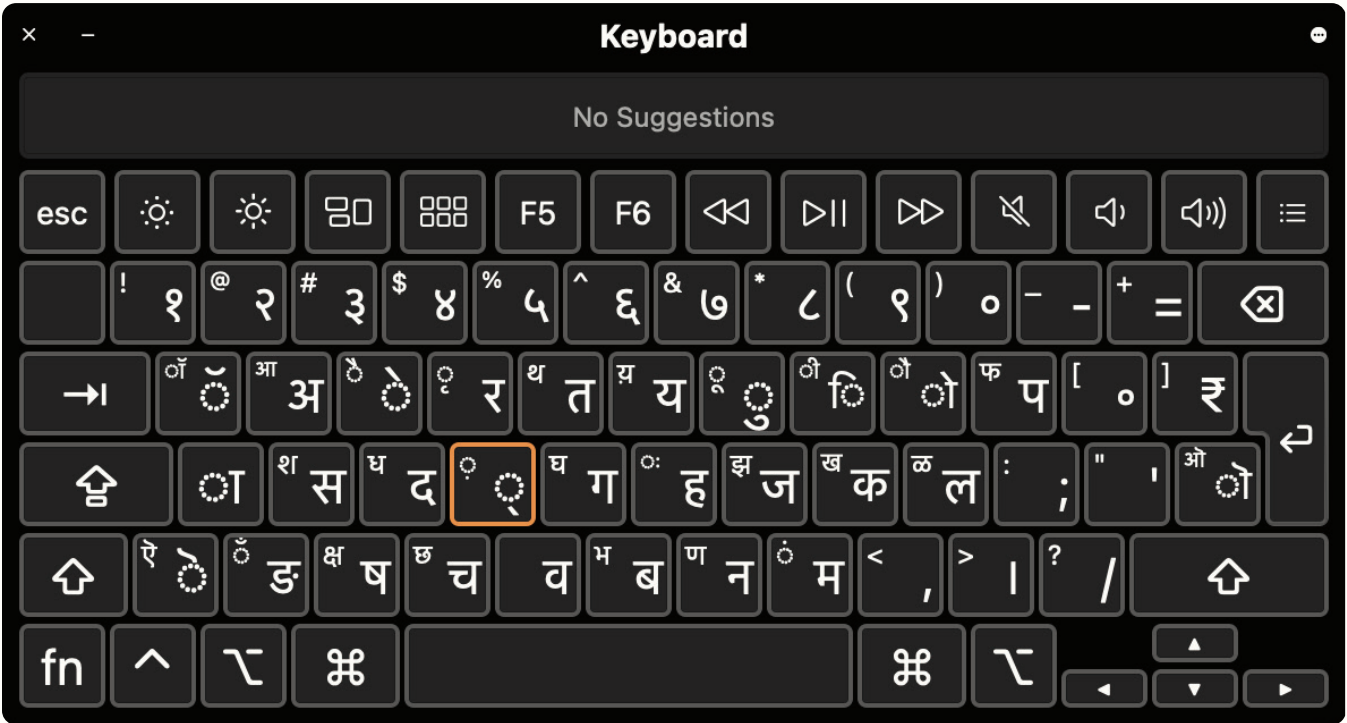 Keyboard
No Suggestions
esc F5 F6
! १ @ २ # ३ $ ४ % ५ ^ ६ & ७ * ८ ( ९ ) ० _ - + =
ॉ ॅ आ अ ै े ृ र थ त य़ य ू ु ी ि ौ ो फ प [ ॰ ] ₹
ा श स ध द ़ ् घ ग ः ह झ ज ख क ळ ल : ; " ' ऒ ॊ
ऎ ॆ ँ ङ क्ष ष छ च व भ ब ण न ं म < , > । ? /
fn ^ ⌥ ⌘ ⌘ ⌥